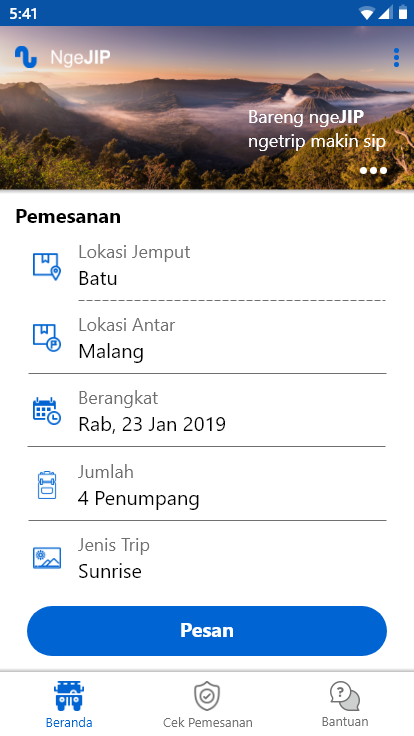 5:41
NgeJIP
Bareng ngeJIP
ngetrip makin sip
Pemesanan
Lokasi Jemput
Batu
Lokasi Antar
Malang
Berangkat
Rab, 23 Jan 2019
Jumlah
4 Penumpang
Jenis Trip
Sunrise
Pesan
Beranda
Cek Pemesanan
Bantuan